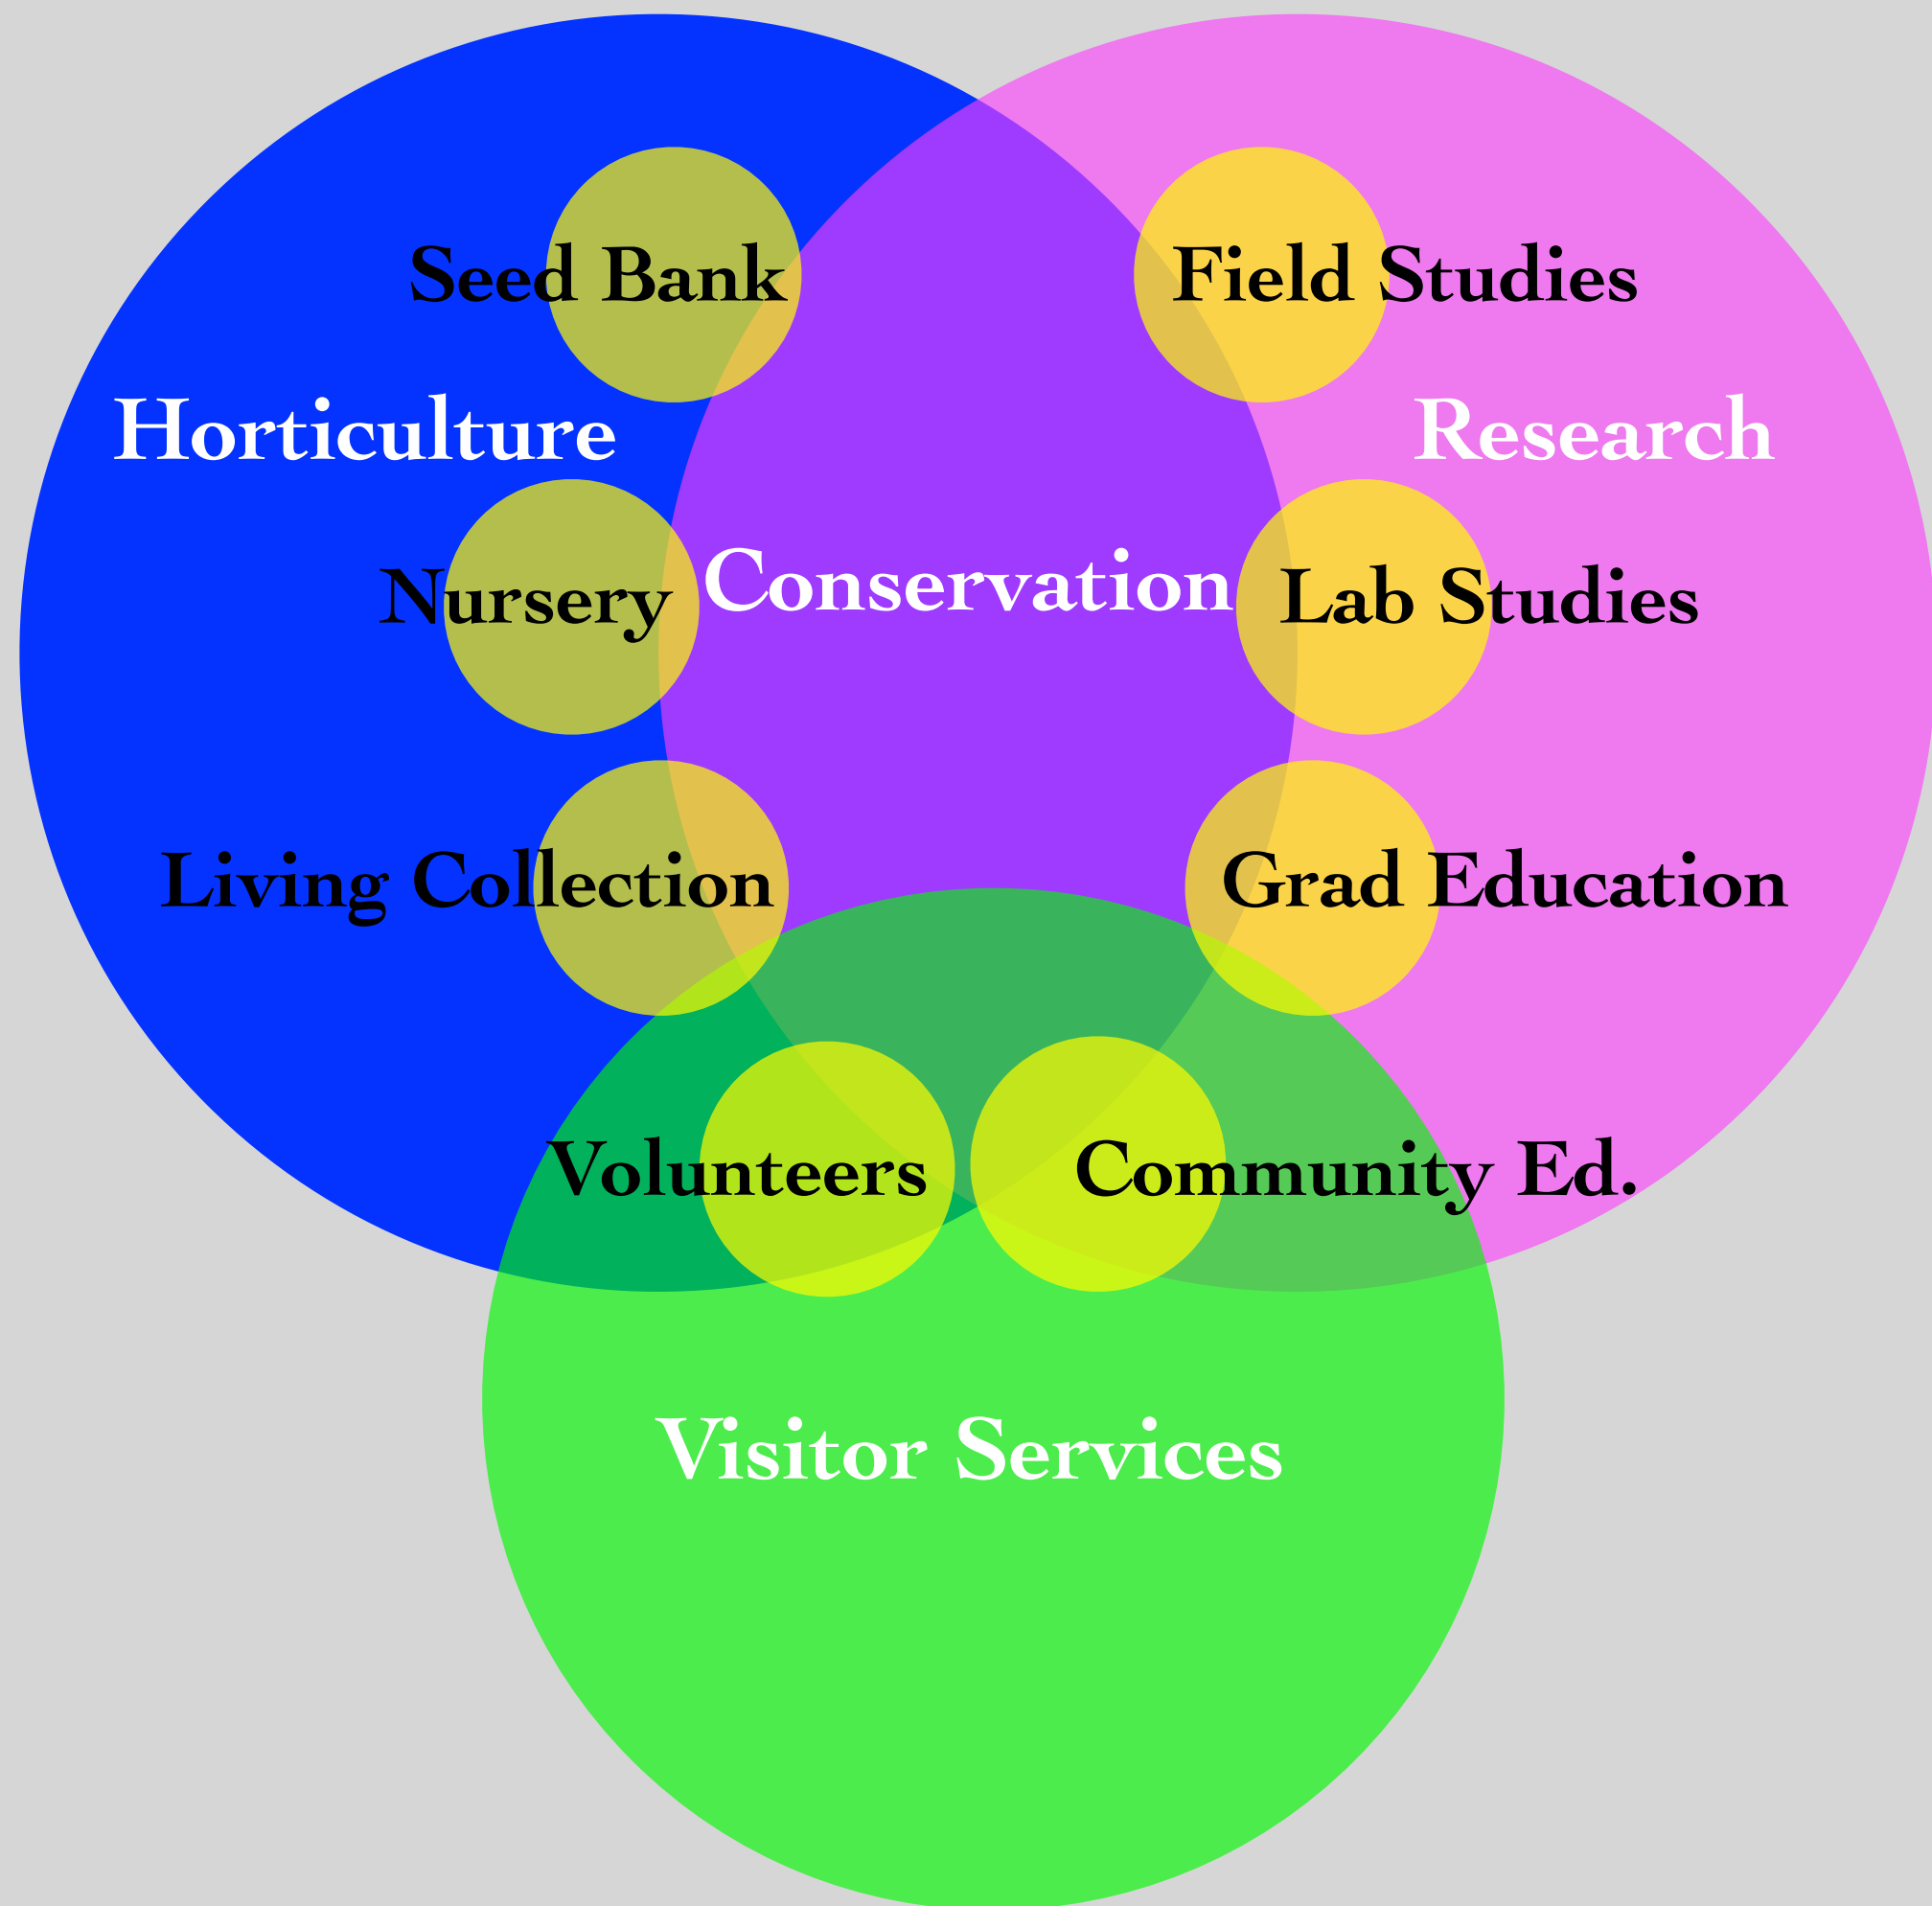 Seed Bank
Field Studies
Horticulture
Research
Conservation
Nursery
Lab Studies
Living Collection
Grad Education
Volunteers
Community Ed.
Visitor Services